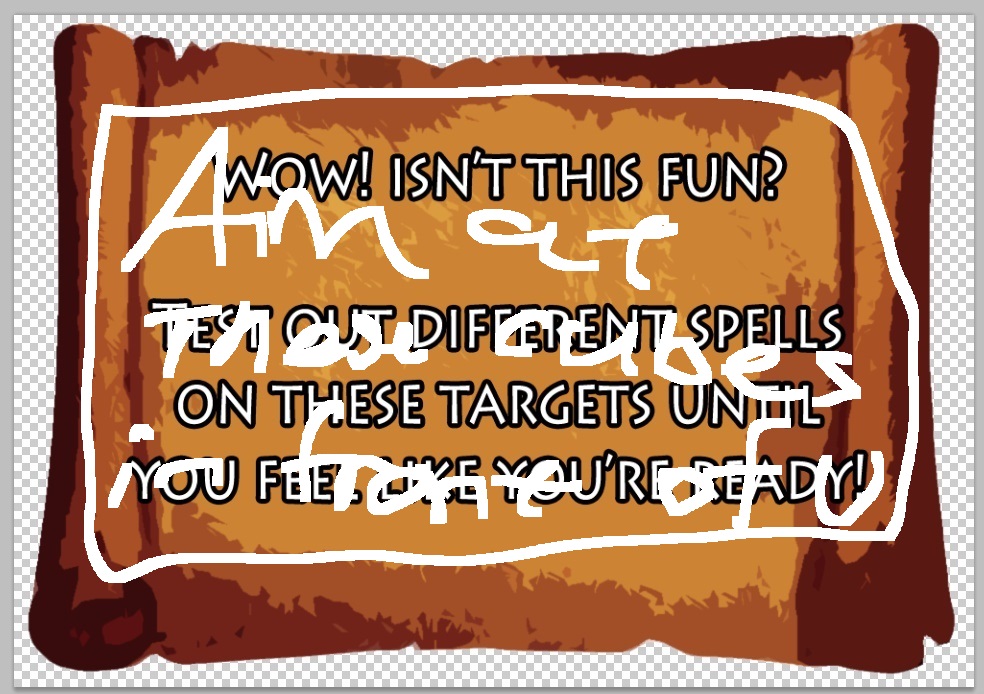 WOW! ISN'T THIS FUN?
Aim at
TEST OUT DIFFERENT SPELLS
These cubes
ON THESE TARGETS UNTIL
in front of u
YOU FEEL LIKE YOU'RE READY!